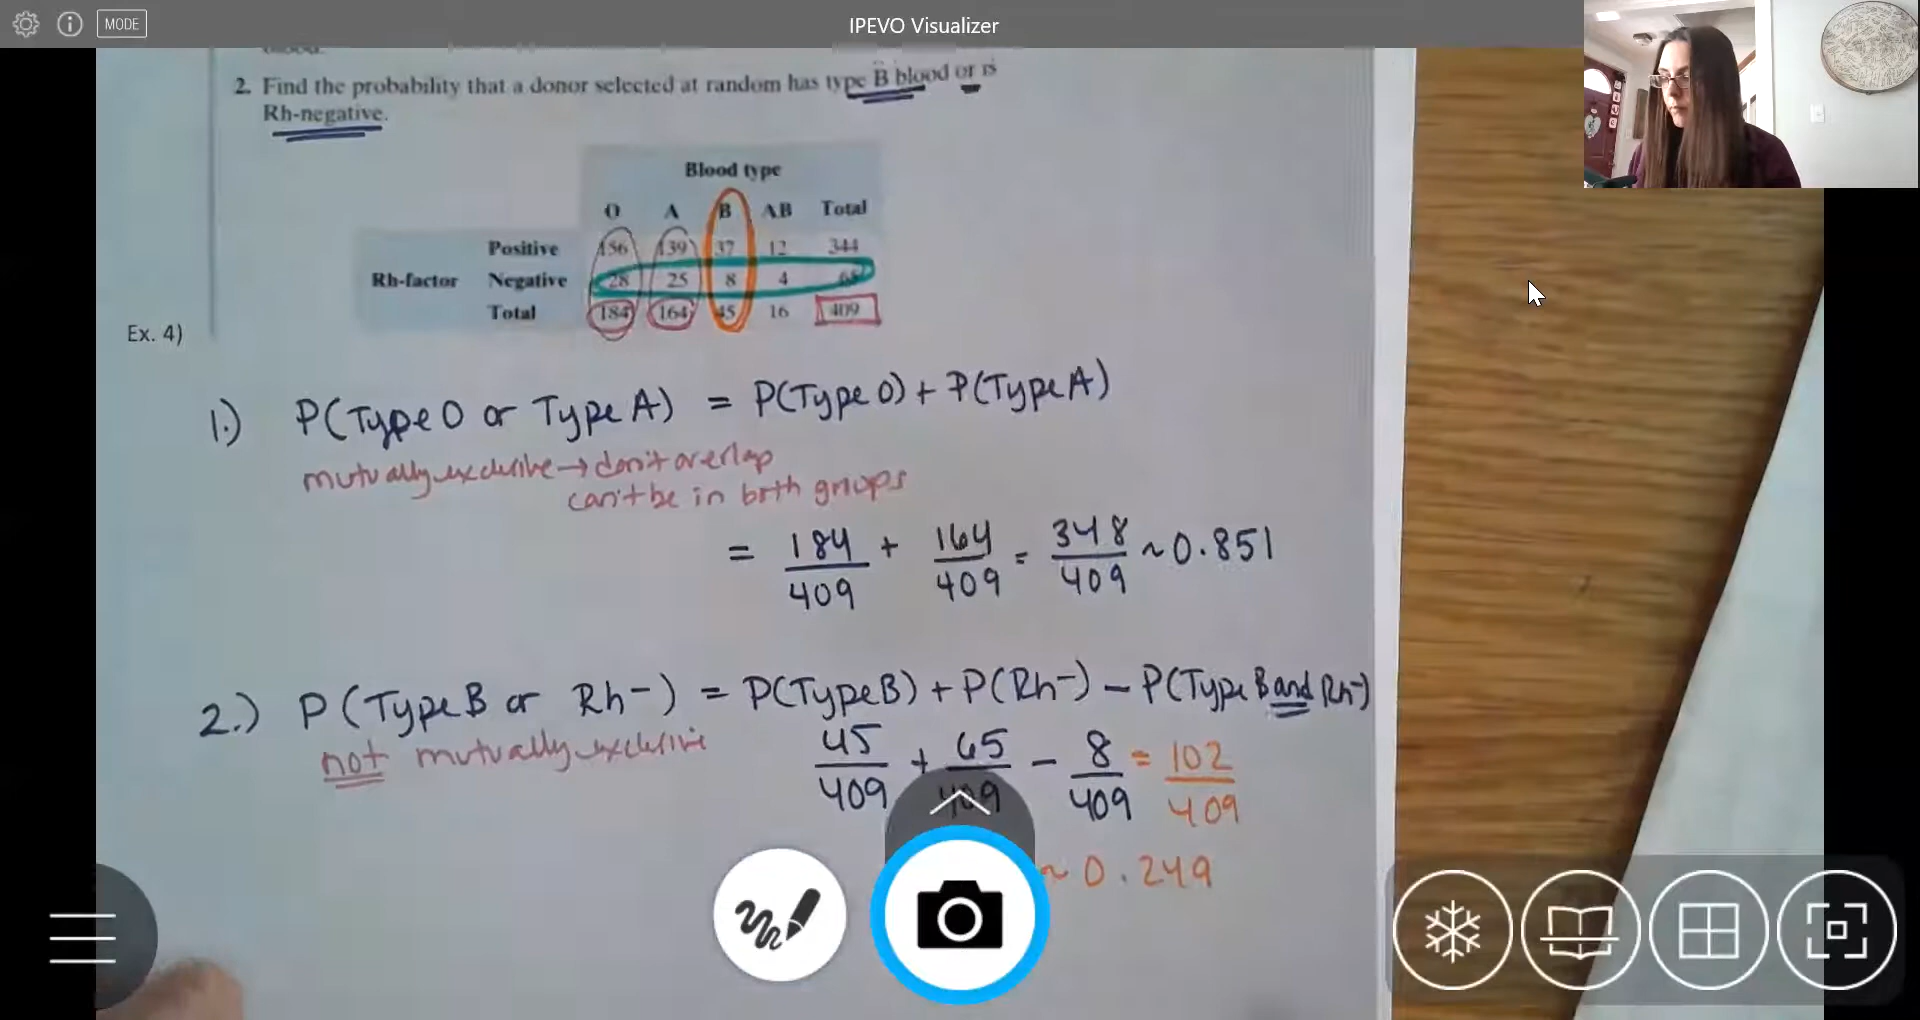 MODE
IPEVO Visualizer
blood.
2. Find the probability that a donor selected at random has type B blood or is
Rh-negative.
Blood type
O A B AB Total
Positive 156 139 37 12 344
Rh-factor Negative 28 25 8 4 65
Total 184 164 45 16 409
Ex. 4)
1.) P(Type O or Type A) = P(Type O) + P(Type A)
mutually exclusive → don't overlap
can't be in both groups
= 184/409 + 164/409 = 348/409 ~ 0.851
2.) P(Type B or Rh-) = P(Type B) + P(Rh-) - P(Type B and Rh-)
not mutually exclusive
45/409 + 65/409 - 8/409 = 102/409
~ 0.249